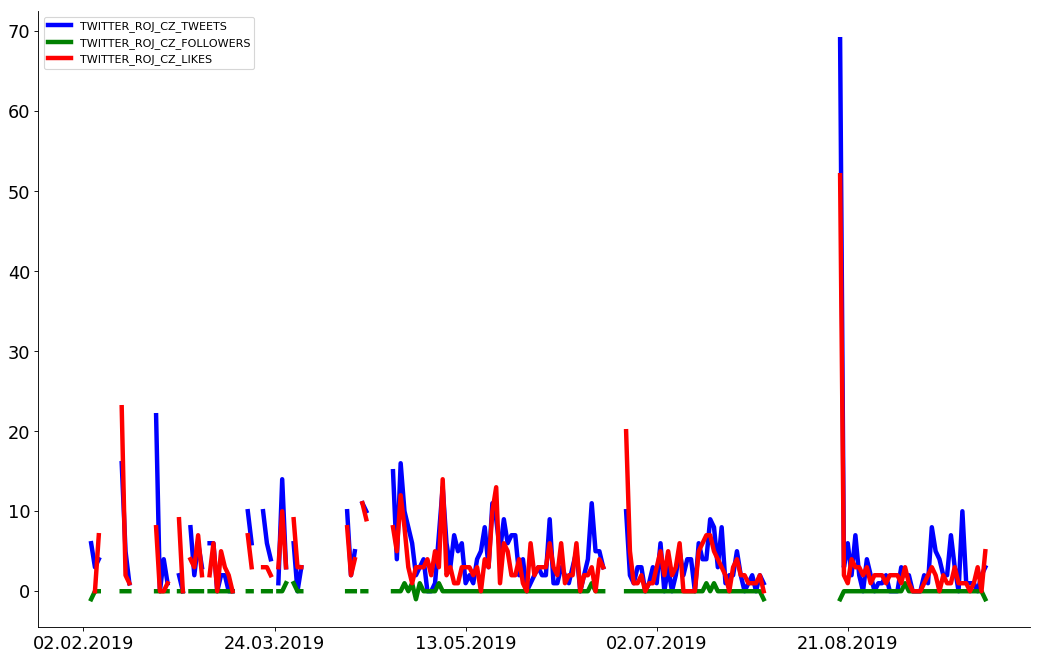 TWITTER_ROJ_CZ_TWEETS
TWITTER_ROJ_CZ_FOLLOWERS
TWITTER_ROJ_CZ_LIKES
70
60
50
40
30
20
10
0
02.02.2019 24.03.2019 13.05.2019 02.07.2019 21.08.2019